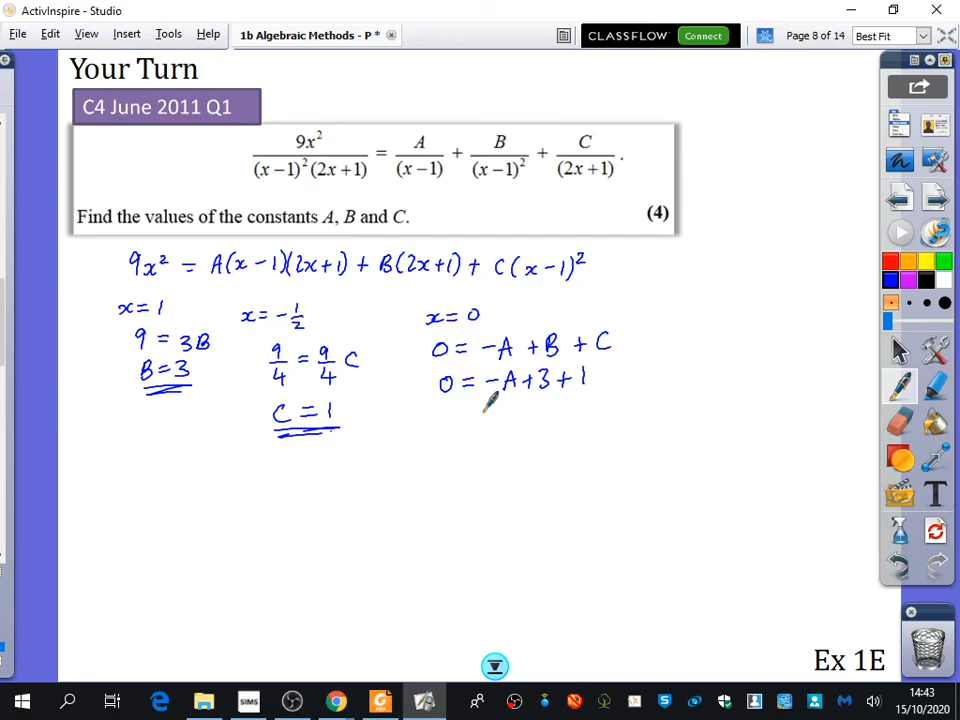 ActivInspire - Studio
File Edit View Insert Tools Help
1b Algebraic Methods - P *
CLASSFLOW Connect
Page 8 of 14
Best Fit
Your Turn
C4 June 2011 Q1
9x² / (x−1)²(2x+1) = A / (x−1) + B / (x−1)² + C / (2x+1) .
Find the values of the constants A, B and C.
(4)
9x² = A(x−1)(2x+1) + B(2x+1) + C(x−1)²
x = 1
9 = 3B
B = 3
x = −1/2
9/4 = 9/4 C
C = 1
x = 0
0 = −A + B + C
0 = −A + 3 + 1
Ex 1E
SIMS
14:43
15/10/2020